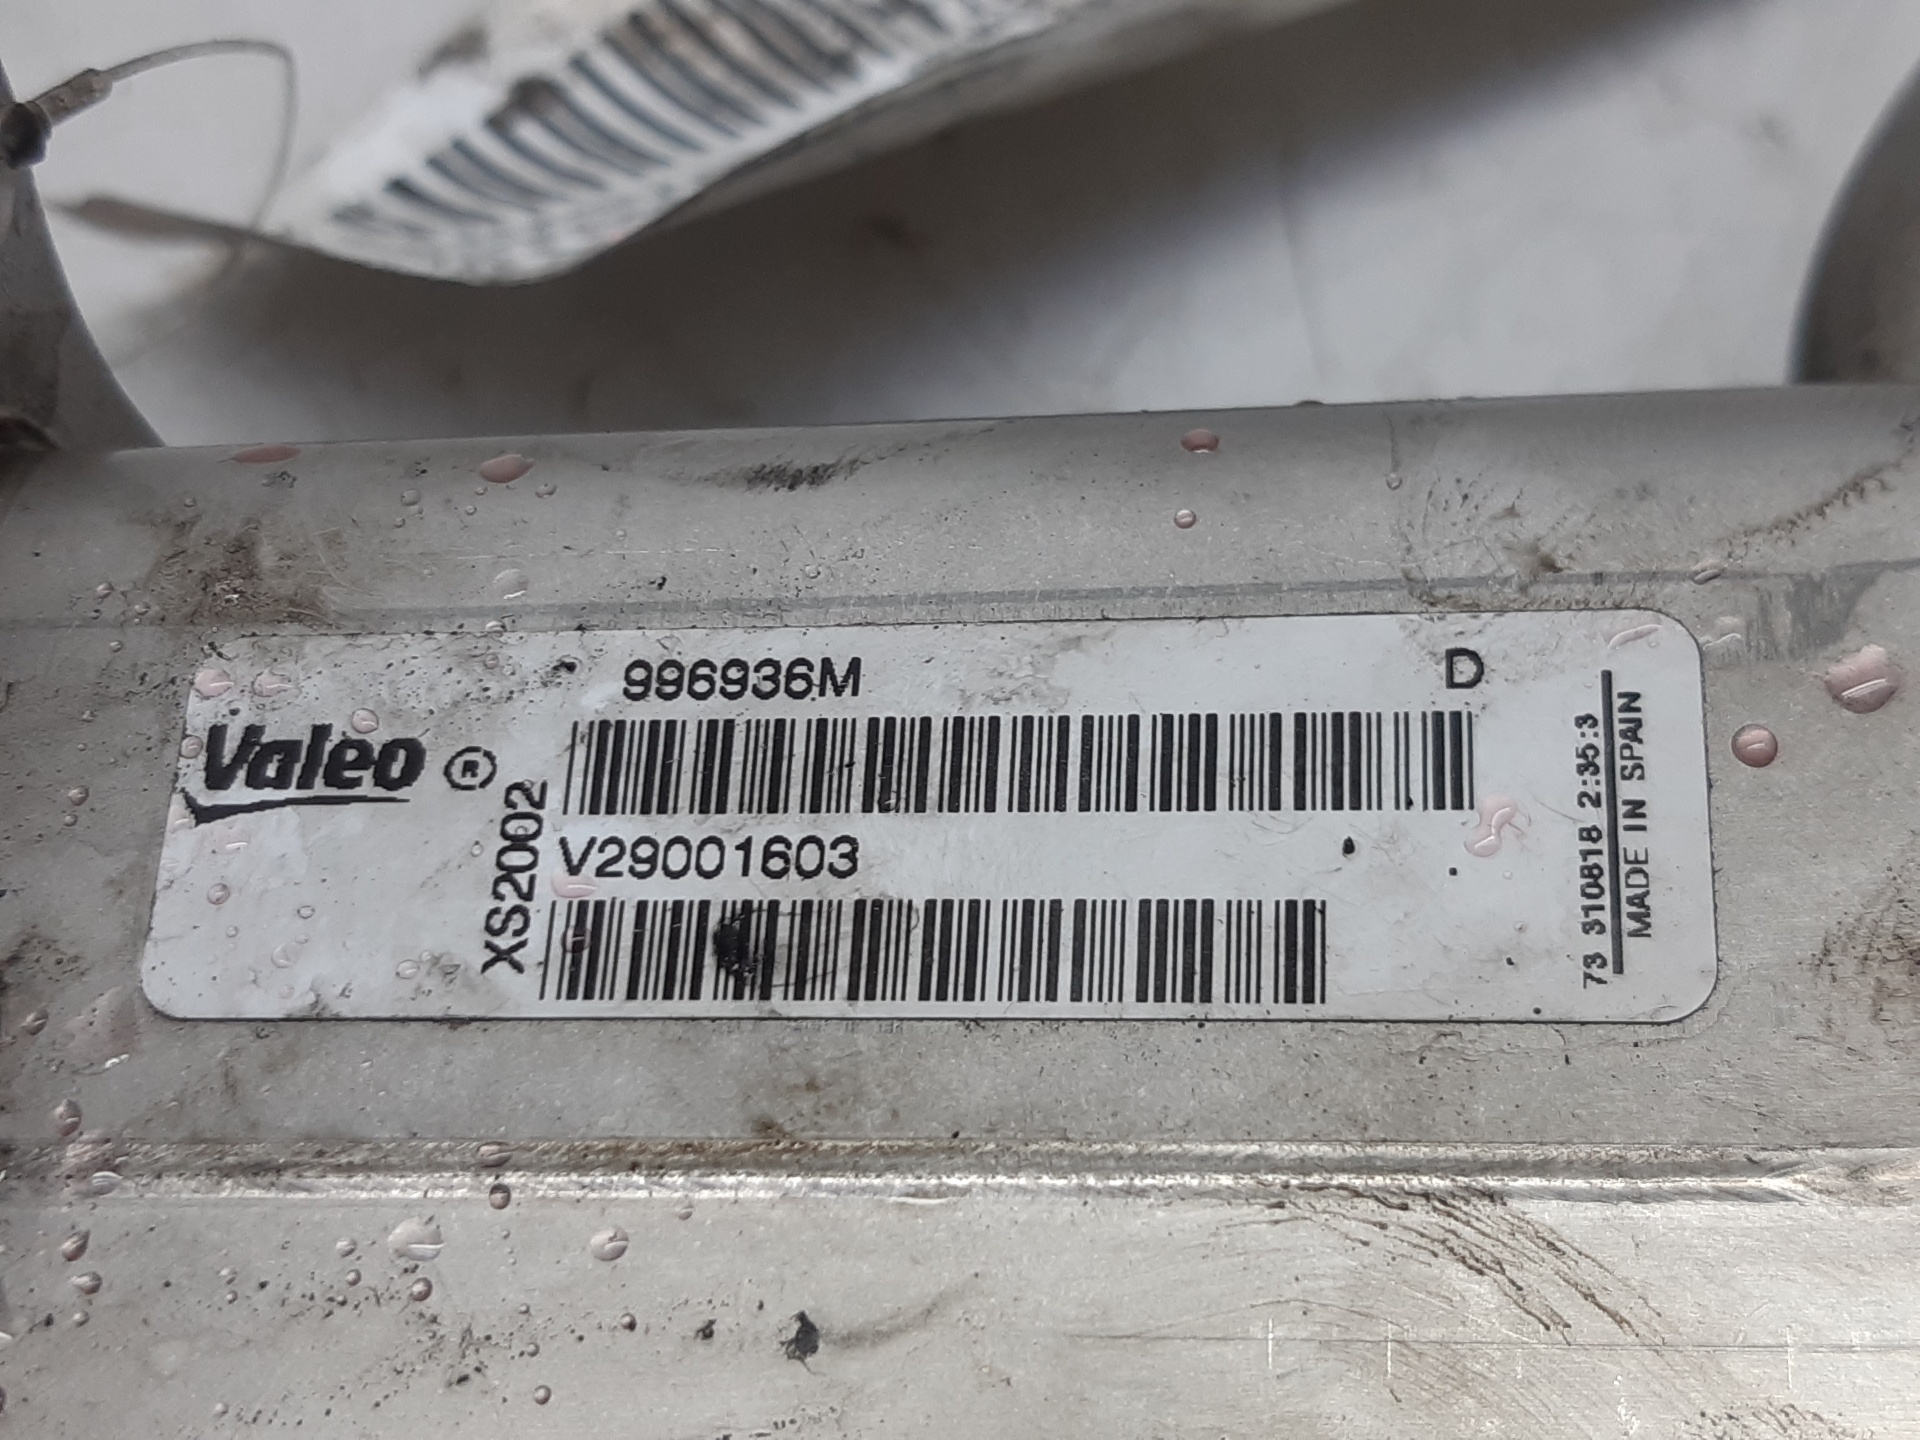 996936M D
Valeo ®
XS2002
V29001603
73 310818 2:35:3
MADE IN SPAIN